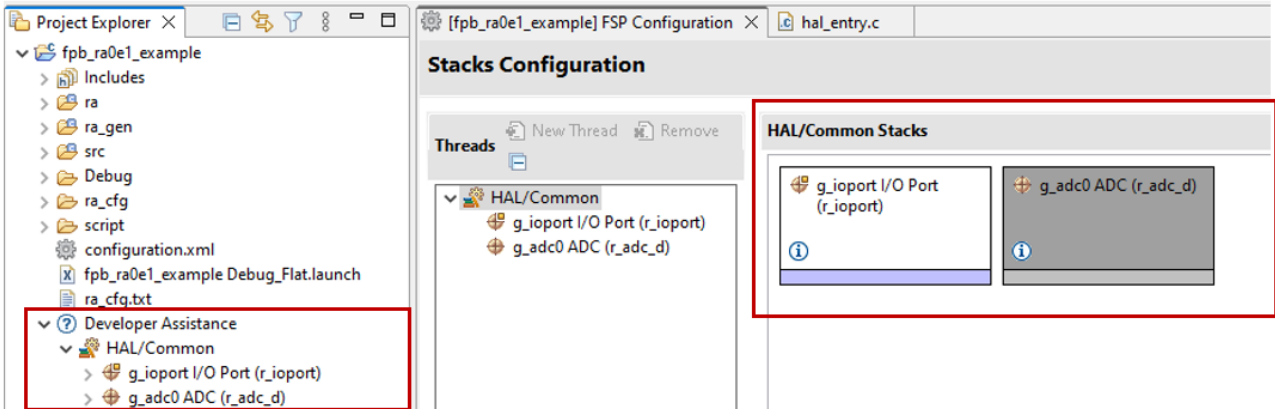 Project Explorer
fpb_ra0e1_example
Includes
ra
ra_gen
src
Debug
ra_cfg
script
configuration.xml
fpb_ra0e1_example Debug_Flat.launch
ra_cfg.txt
Developer Assistance
HAL/Common
g_ioport I/O Port (r_ioport)
g_adc0 ADC (r_adc_d)
[fpb_ra0e1_example] FSP Configuration
hal_entry.c
Stacks Configuration
Threads
New Thread
Remove
HAL/Common
g_ioport I/O Port (r_ioport)
g_adc0 ADC (r_adc_d)
HAL/Common Stacks
g_ioport I/O Port
(r_ioport)
g_adc0 ADC (r_adc_d)